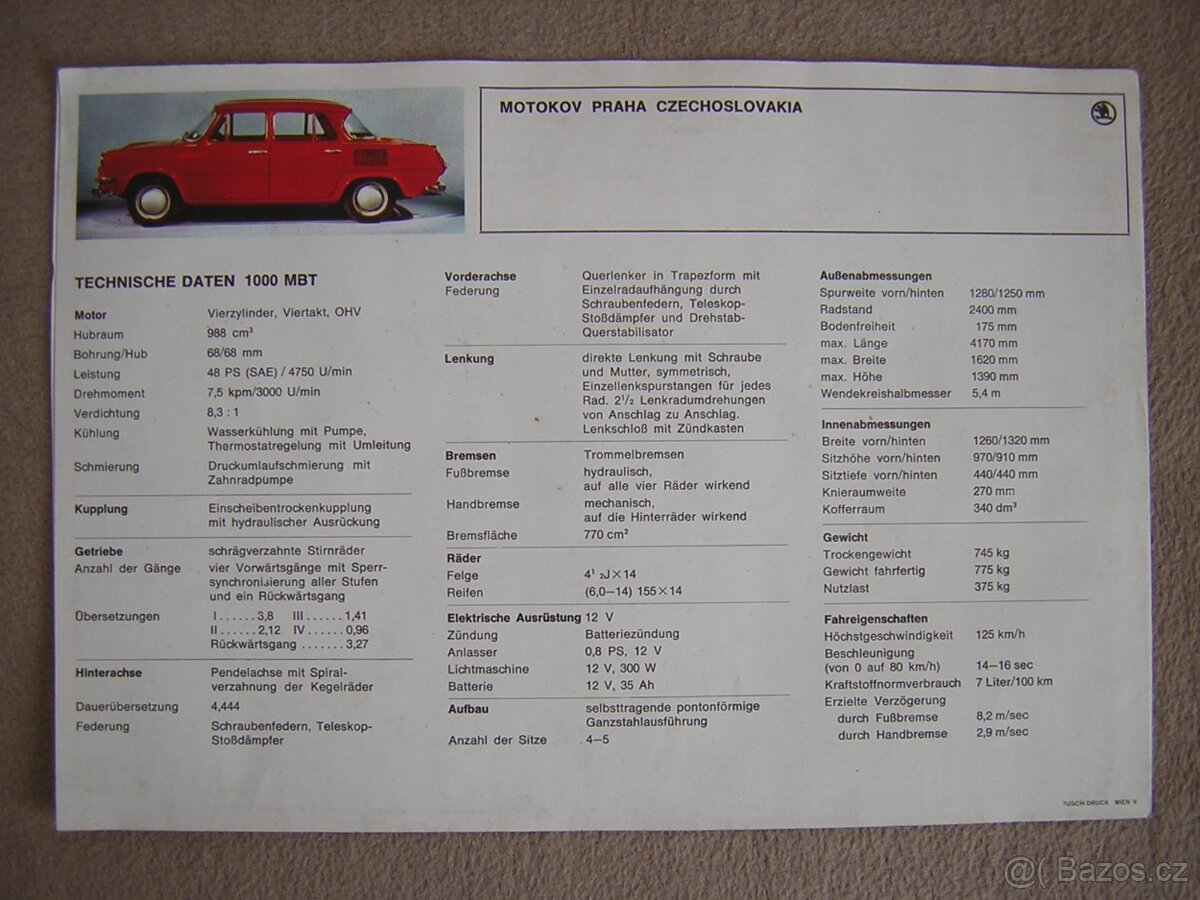 MOTOKOV PRAHA CZECHOSLOVAKIA
TECHNISCHE DATEN 1000 MBT
Motor Vierzylinder, Viertakt, OHV
Hubraum 988 cm³
Bohrung/Hub 68/68 mm
Leistung 48 PS (SAE) / 4750 U/min
Drehmoment 7,5 kpm/3000 U/min
Verdichtung 8,3 : 1
Kühlung Wasserkühlung mit Pumpe,
Thermostatregelung mit Umleitung
Schmierung Druckumlaufschmierung mit
Zahnradpumpe
Kupplung Einscheibentrockenkupplung
mit hydraulischer Ausrückung
Getriebe schrägverzahnte Stirnräder
Anzahl der Gänge vier Vorwärtsgänge mit Sperr-
synchronisierung aller Stufen
und ein Rückwärtsgang
Übersetzungen I......3,8 III......1,41
II......2,12 IV......0,96
Rückwärtsgang .......3,27
Hinterachse Pendelachse mit Spiral-
verzahnung der Kegelräder
Dauerübersetzung 4,444
Federung Schraubenfedern, Teleskop-
Stoßdämpfer
Vorderachse Querlenker in Trapezform mit
Federung Einzelradaufhängung durch
Schraubenfedern, Teleskop-
Stoßdämpfer und Drehstab-
Querstabilisator
Lenkung direkte Lenkung mit Schraube
und Mutter, symmetrisch,
Einzellenkspurstangen für jedes
Rad. 2¹/₂ Lenkradumdrehungen
von Anschlag zu Anschlag.
Lenkschloß mit Zündkasten
Bremsen Trommelbremsen
Fußbremse hydraulisch,
auf alle vier Räder wirkend
Handbremse mechanisch,
auf die Hinterräder wirkend
Bremsfläche 770 cm²
Räder
Felge 4¹ ₂J×14
Reifen (6,0—14) 155×14
Elektrische Ausrüstung 12 V
Zündung Batteriezündung
Anlasser 0,8 PS, 12 V
Lichtmaschine 12 V, 300 W
Batterie 12 V, 35 Ah
Aufbau selbsttragende pontonförmige
Ganzstahlausführung
Anzahl der Sitze 4—5
Außenabmessungen
Spurweite vorn/hinten 1280/1250 mm
Radstand 2400 mm
Bodenfreiheit 175 mm
max. Länge 4170 mm
max. Breite 1620 mm
max. Höhe 1390 mm
Wendekreishalbmesser 5,4 m
Innenabmessungen
Breite vorn/hinten 1260/1320 mm
Sitzhöhe vorn/hinten 970/910 mm
Sitztiefe vorn/hinten 440/440 mm
Knieraumweite 270 mm
Kofferraum 340 dm³
Gewicht
Trockengewicht 745 kg
Gewicht fahrfertig 775 kg
Nutzlast 375 kg
Fahreigenschaften
Höchstgeschwindigkeit 125 km/h
Beschleunigung
(von 0 auf 80 km/h) 14—16 sec
Kraftstoffnormverbrauch 7 Liter/100 km
Erzielte Verzögerung
durch Fußbremse 8,2 m/sec
durch Handbremse 2,9 m/sec
TUSCH-DRUCK WIEN V
@( Bazos.cz